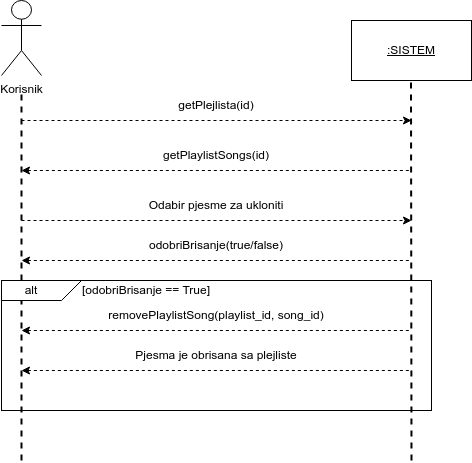 :SISTEM
Korisnik
getPlejlista(id)
getPlaylistSongs(id)
Odabir pjesme za ukloniti
odobriBrisanje(true/false)
alt
[odobriBrisanje == True]
removePlaylistSong(playlist_id, song_id)
Pjesma je obrisana sa plejliste